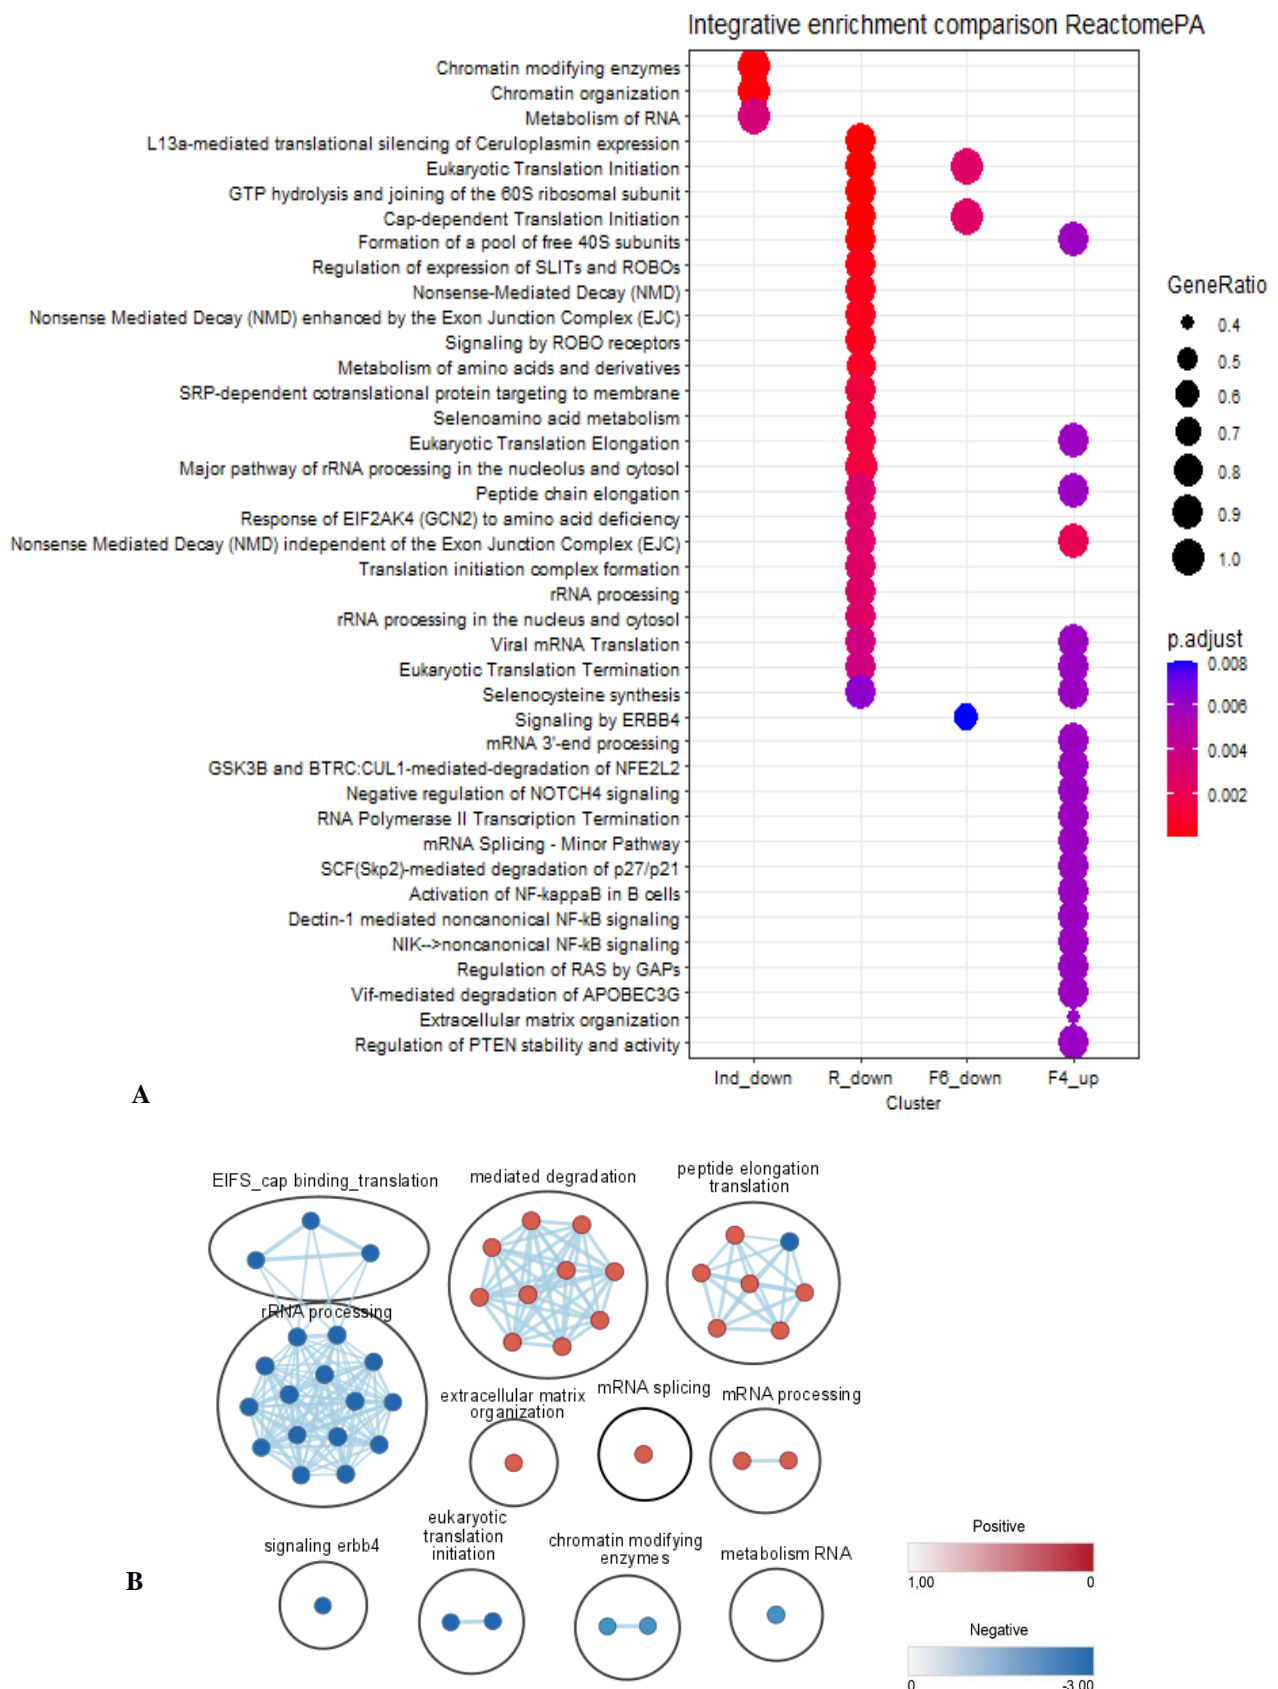 Integrative enrichment comparison ReactomePA
Chromatin modifying enzymes
Chromatin organization
Metabolism of RNA
L13a-mediated translational silencing of Ceruloplasmin expression
Eukaryotic Translation Initiation
GTP hydrolysis and joining of the 60S ribosomal subunit
Cap-dependent Translation Initiation
Formation of a pool of free 40S subunits
Regulation of expression of SLITs and ROBOs
Nonsense-Mediated Decay (NMD)
Nonsense Mediated Decay (NMD) enhanced by the Exon Junction Complex (EJC)
Signaling by ROBO receptors
Metabolism of amino acids and derivatives
SRP-dependent cotranslational protein targeting to membrane
Selenoamino acid metabolism
Eukaryotic Translation Elongation
Major pathway of rRNA processing in the nucleolus and cytosol
Peptide chain elongation
Response of EIF2AK4 (GCN2) to amino acid deficiency
Nonsense Mediated Decay (NMD) independent of the Exon Junction Complex (EJC)
Translation initiation complex formation
rRNA processing
rRNA processing in the nucleus and cytosol
Viral mRNA Translation
Eukaryotic Translation Termination
Selenocysteine synthesis
Signaling by ERBB4
mRNA 3'-end processing
GSK3B and BTRC:CUL1-mediated-degradation of NFE2L2
Negative regulation of NOTCH4 signaling
RNA Polymerase II Transcription Termination
mRNA Splicing - Minor Pathway
SCF(Skp2)-mediated degradation of p27/p21
Activation of NF-kappaB in B cells
Dectin-1 mediated noncanonical NF-kB signaling
NIK-->noncanonical NF-kB signaling
Regulation of RAS by GAPs
Vif-mediated degradation of APOBEC3G
Extracellular matrix organization
Regulation of PTEN stability and activity
Ind_down R_down F6_down F4_up
Cluster
GeneRatio
0.4
0.5
0.6
0.7
0.8
0.9
1.0
p.adjust
0.008
0.006
0.004
0.002
A
EIFS_cap binding_translation
mediated degradation
peptide elongation
translation
rRNA processing
extracellular matrix
organization
mRNA splicing
mRNA processing
signaling erbb4
eukaryotic
translation
initiation
chromatin modifying
enzymes
metabolism RNA
B
Positive
1,00 0
Negative
0 -3,00